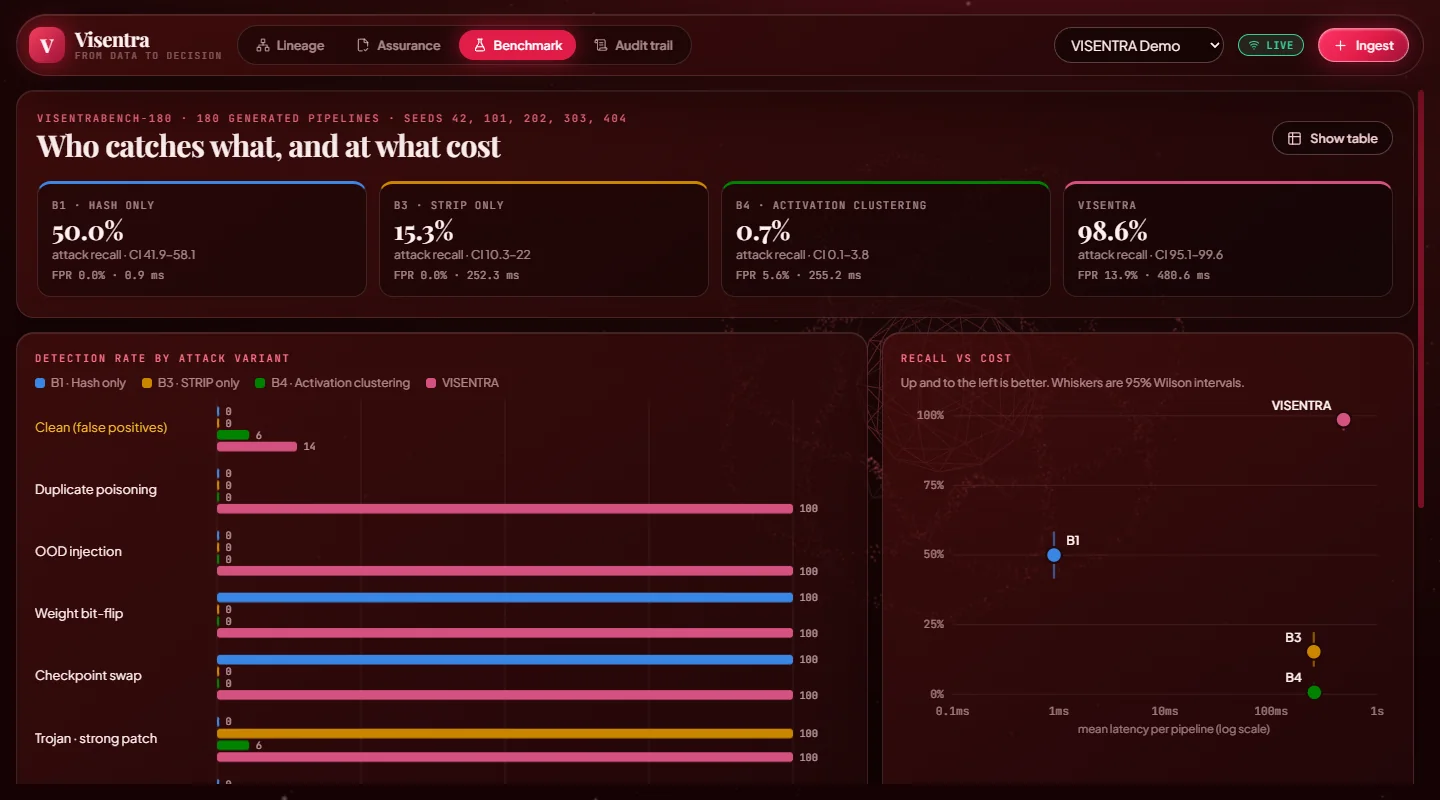 V
Visentra
FROM DATA TO DECISION
Lineage
Assurance
Benchmark
Audit trail
VISENTRA Demo
LIVE
+ Ingest
VISENTRABENCH-180 · 180 GENERATED PIPELINES · SEEDS 42, 101, 202, 303, 404
Who catches what, and at what cost
Show table
B1 · HASH ONLY
50.0%
attack recall · CI 41.9–58.1
FPR 0.0% · 0.9 ms
B3 · STRIP ONLY
15.3%
attack recall · CI 10.3–22
FPR 0.0% · 252.3 ms
B4 · ACTIVATION CLUSTERING
0.7%
attack recall · CI 0.1–3.8
FPR 5.6% · 255.2 ms
VISENTRA
98.6%
attack recall · CI 95.1–99.6
FPR 13.9% · 480.6 ms
DETECTION RATE BY ATTACK VARIANT
B1 · Hash only
B3 · STRIP only
B4 · Activation clustering
VISENTRA
Clean (false positives)
0
0
6
14
Duplicate poisoning
0
0
0
100
OOD injection
0
0
0
100
Weight bit-flip
100
0
0
100
Checkpoint swap
100
0
0
100
Trojan · strong patch
0
100
6
100
RECALL VS COST
Up and to the left is better. Whiskers are 95% Wilson intervals.
100%
75%
50%
25%
0%
VISENTRA
B1
B3
B4
0.1ms
1ms
10ms
100ms
1s
mean latency per pipeline (log scale)